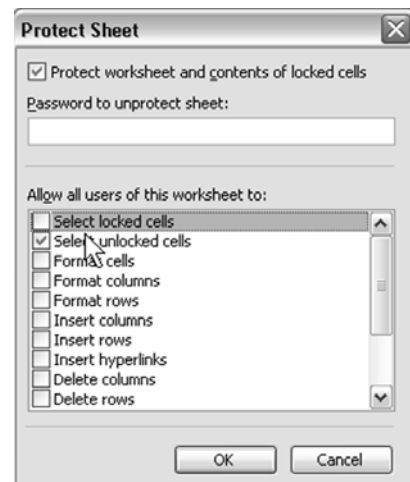 Protect Sheet
Protect worksheet and contents of locked cells
Password to unprotect sheet:
Allow all users of this worksheet to:
Select locked cells
Select unlocked cells
Format cells
Format columns
Format rows
Insert columns
Insert rows
Insert hyperlinks
Delete columns
Delete rows
OK Cancel